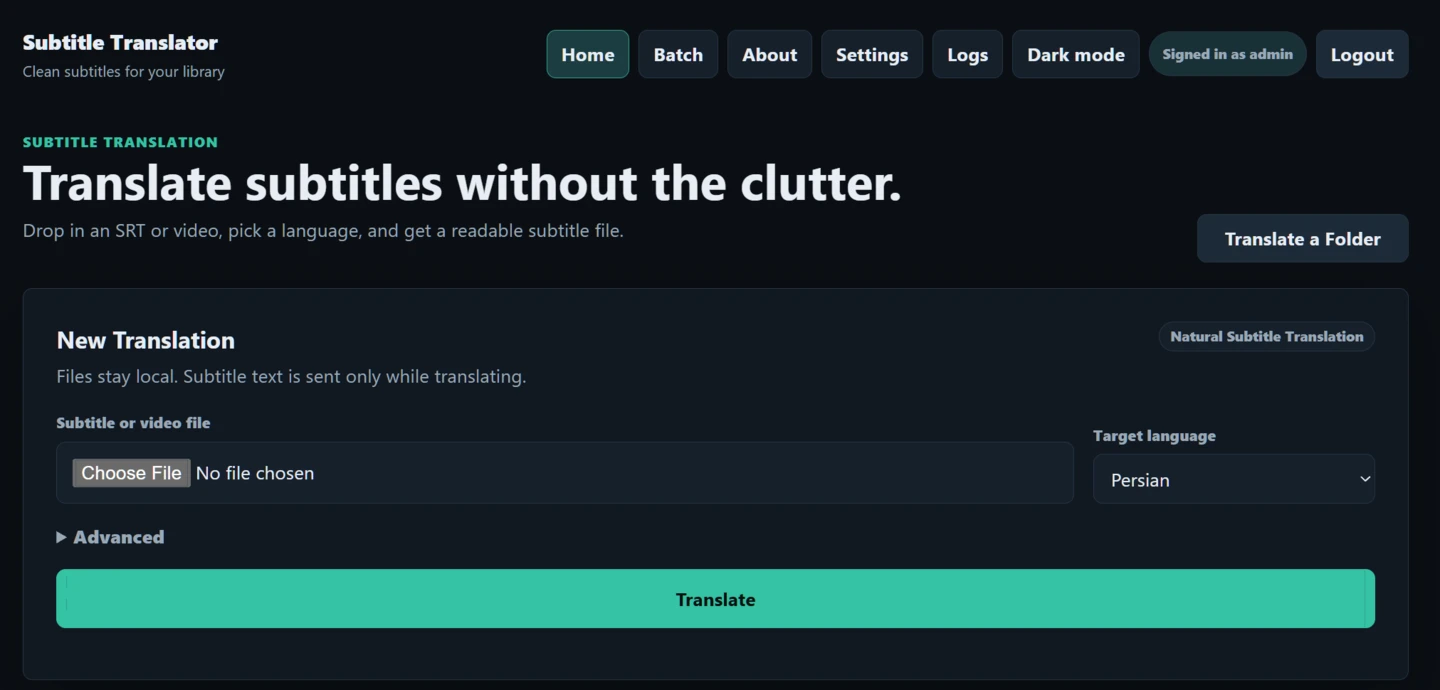 Subtitle Translator
Clean subtitles for your library
Home
Batch
About
Settings
Logs
Dark mode
Signed in as admin
Logout
SUBTITLE TRANSLATION
Translate subtitles without the clutter.
Drop in an SRT or video, pick a language, and get a readable subtitle file.
Translate a Folder
New Translation
Natural Subtitle Translation
Files stay local. Subtitle text is sent only while translating.
Subtitle or video file
Target language
Choose File No file chosen
Persian
Advanced
Translate